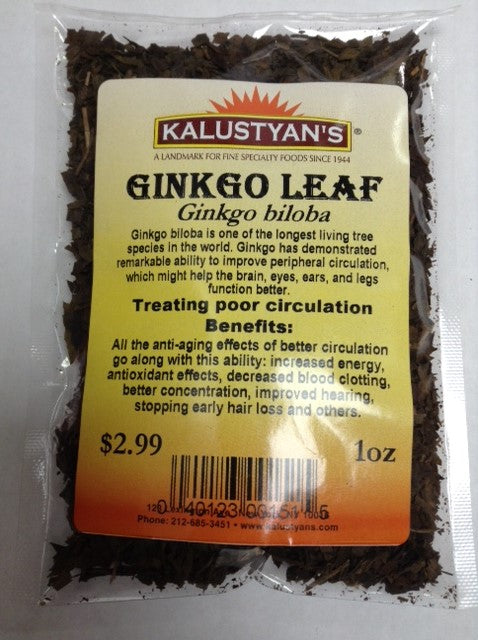 KALUSTYAN'S®
A LANDMARK FOR FINE SPECIALTY FOODS SINCE 1944
GINKGO LEAF
Ginkgo biloba
Ginkgo biloba is one of the longest living tree
species in the world. Ginkgo has demonstrated
remarkable ability to improve peripheral circulation,
which might help the brain, eyes, ears, and legs
function better.
Treating poor circulation
Benefits:
All the anti-aging effects of better circulation
go along with this ability: increased energy,
antioxidant effects, decreased blood clotting,
better concentration, improved hearing,
stopping early hair loss and others.
$2.99
1oz
Phone: 212-685-3451 • www.kalustyans.com